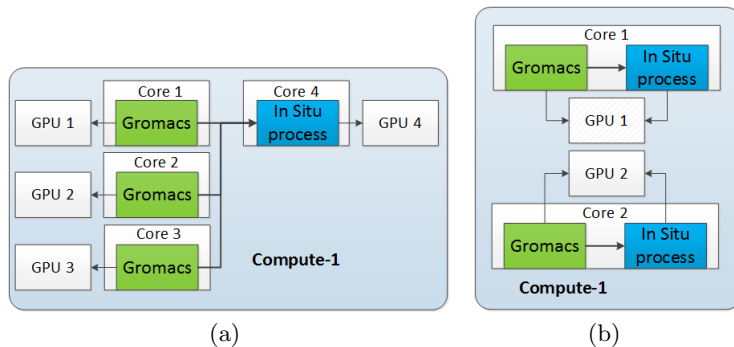 Core 1
Core 4
GPU 1
Gromacs
In Situ
process
GPU 4
Core 2
GPU 2
Gromacs
Core 3
GPU 3
Gromacs
Compute-1
(a)
Core 1
Gromacs
In Situ
process
GPU 1
GPU 2
Core 2
Gromacs
In Situ
process
Compute-1
(b)